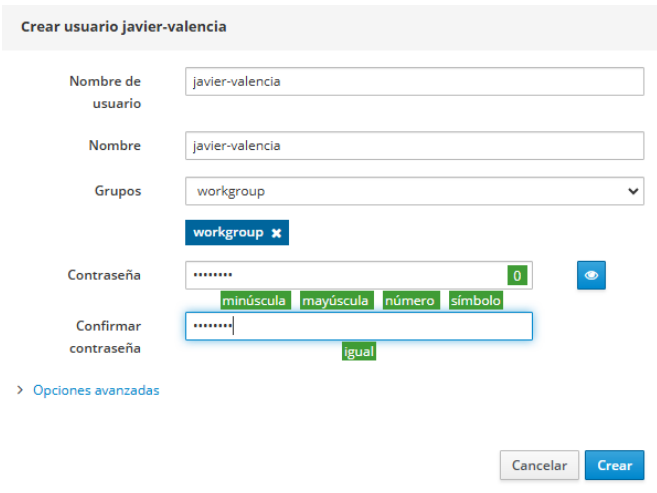 Crear usuario javier-valencia
Nombre de usuario javier-valencia
Nombre javier-valencia
Grupos workgroup
workgroup ×
Contraseña •••••••• 0
minúscula mayúscula número símbolo
Confirmar contraseña ••••••••
igual
> Opciones avanzadas
Cancelar Crear